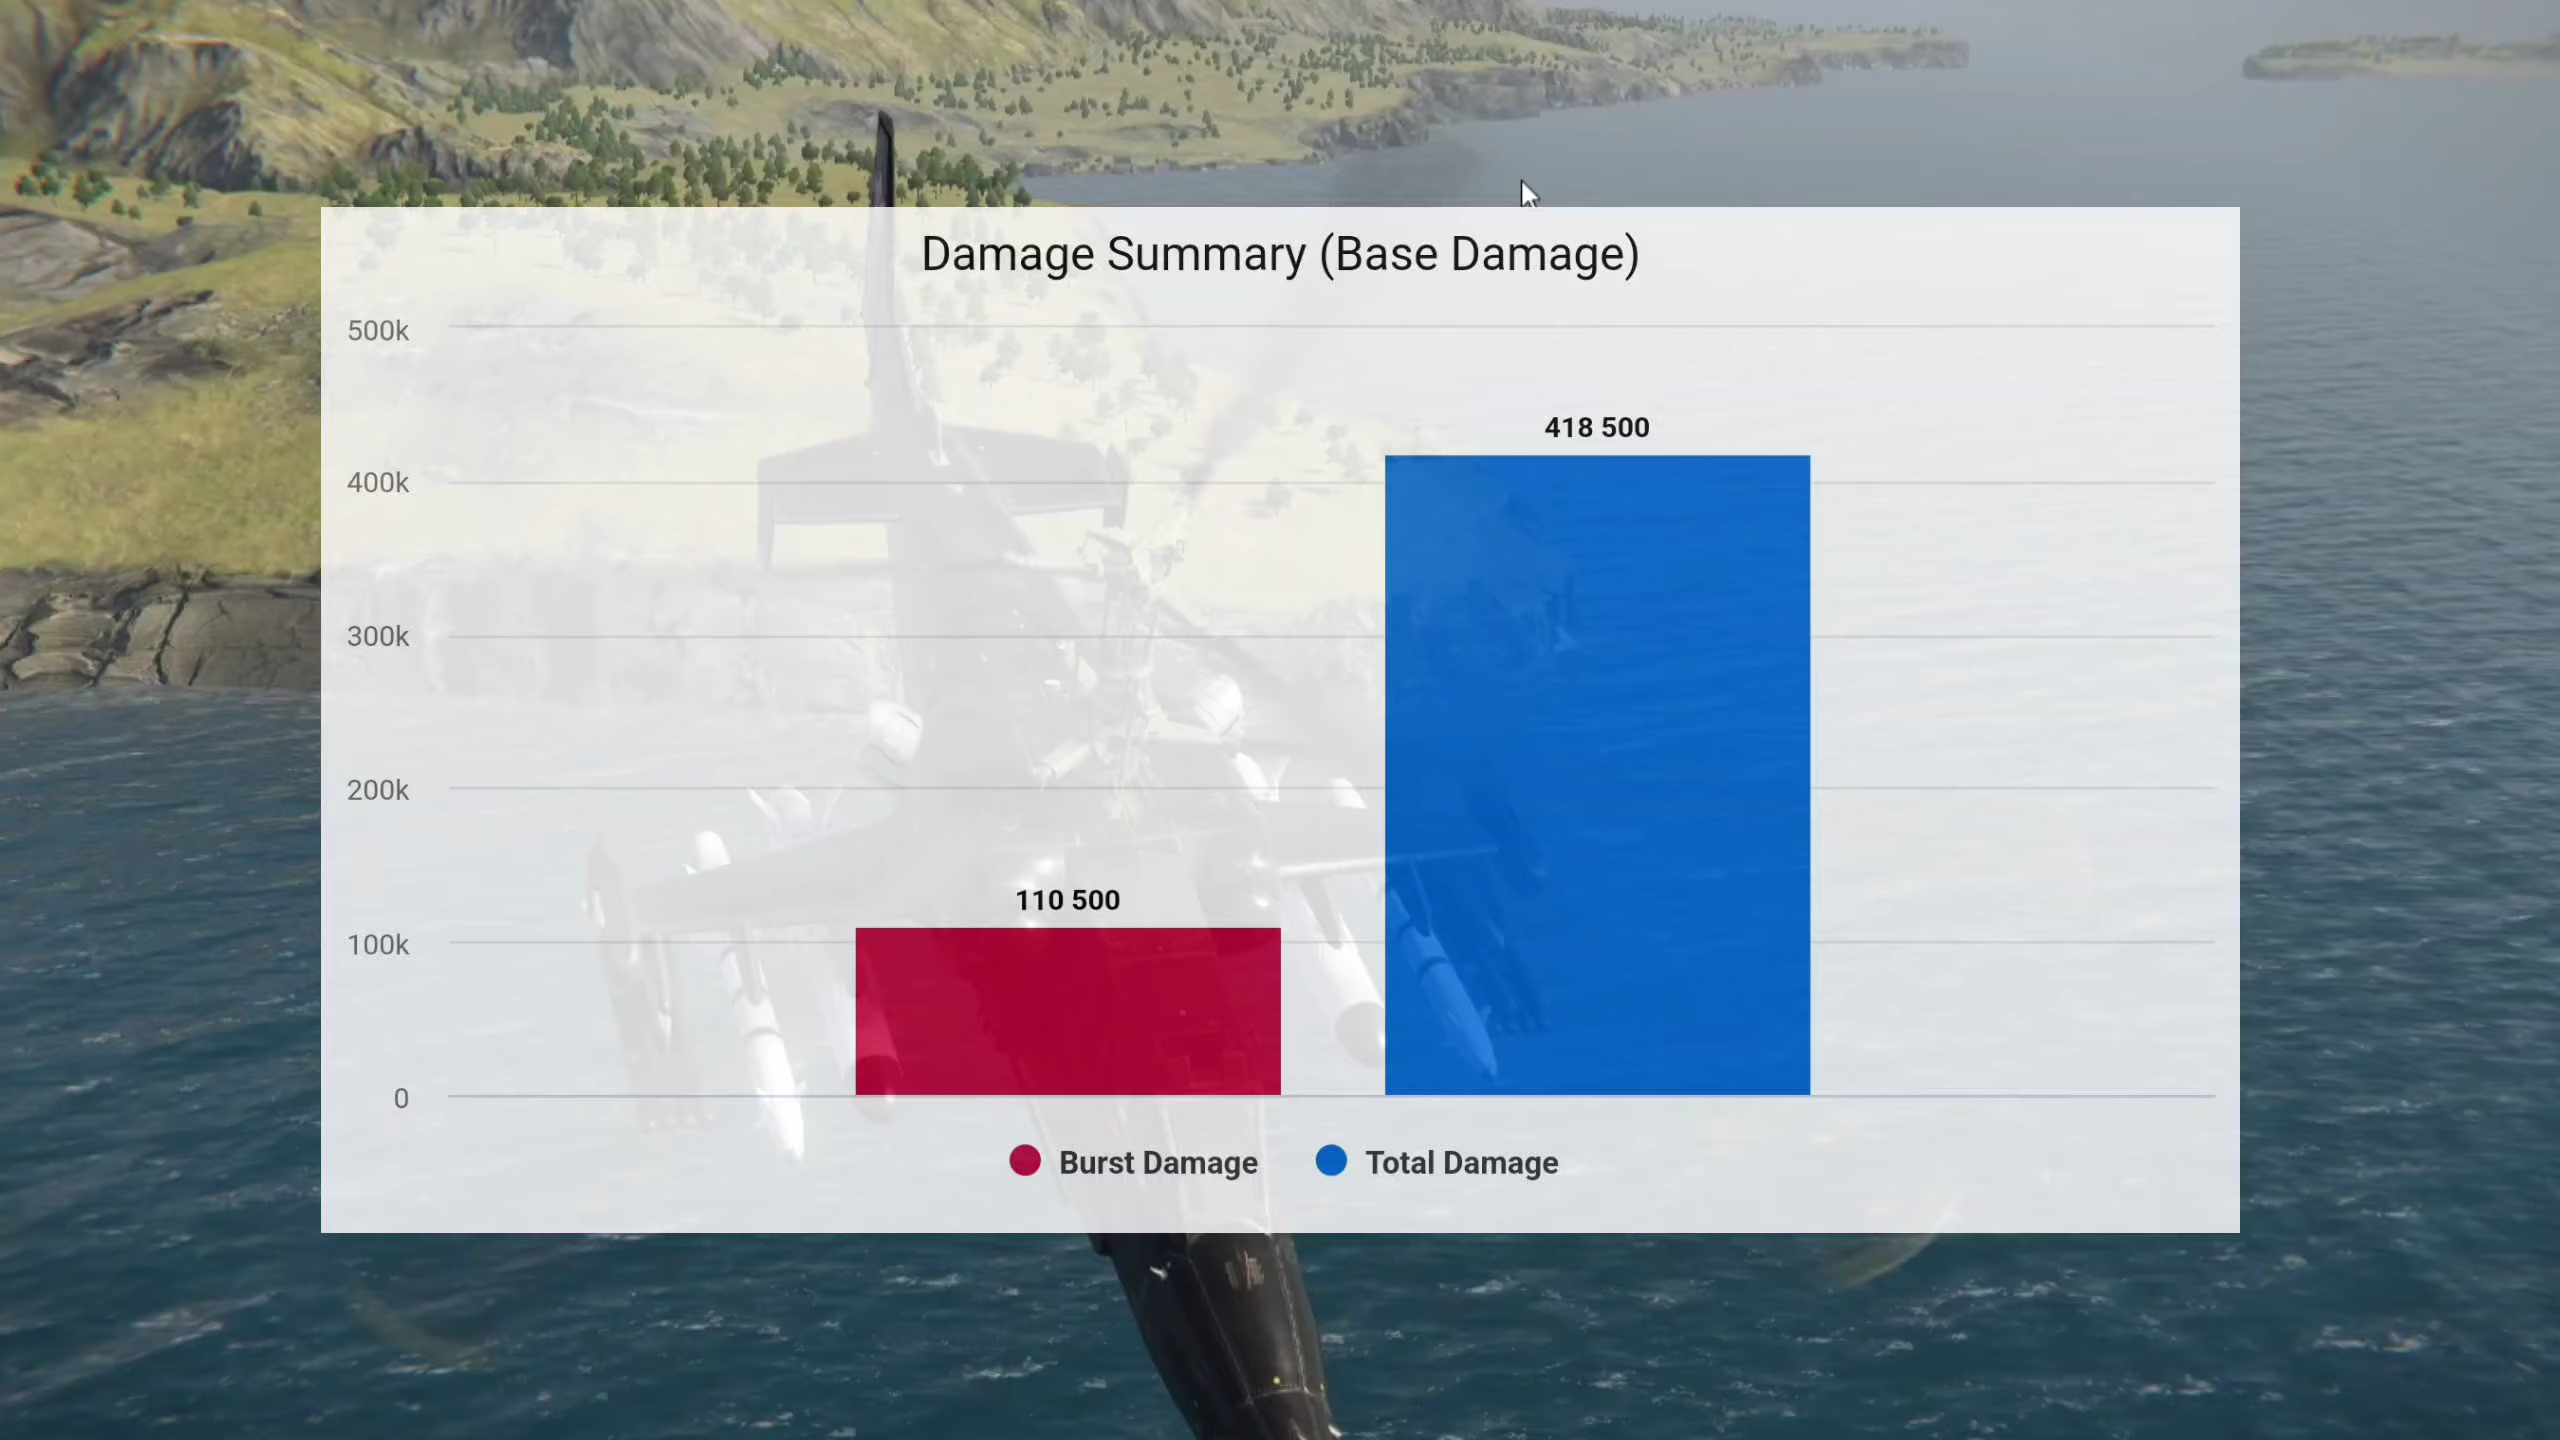 Damage Summary (Base Damage)
500k
418 500
400k
300k
200k
110 500
100k
0
Burst Damage
Total Damage